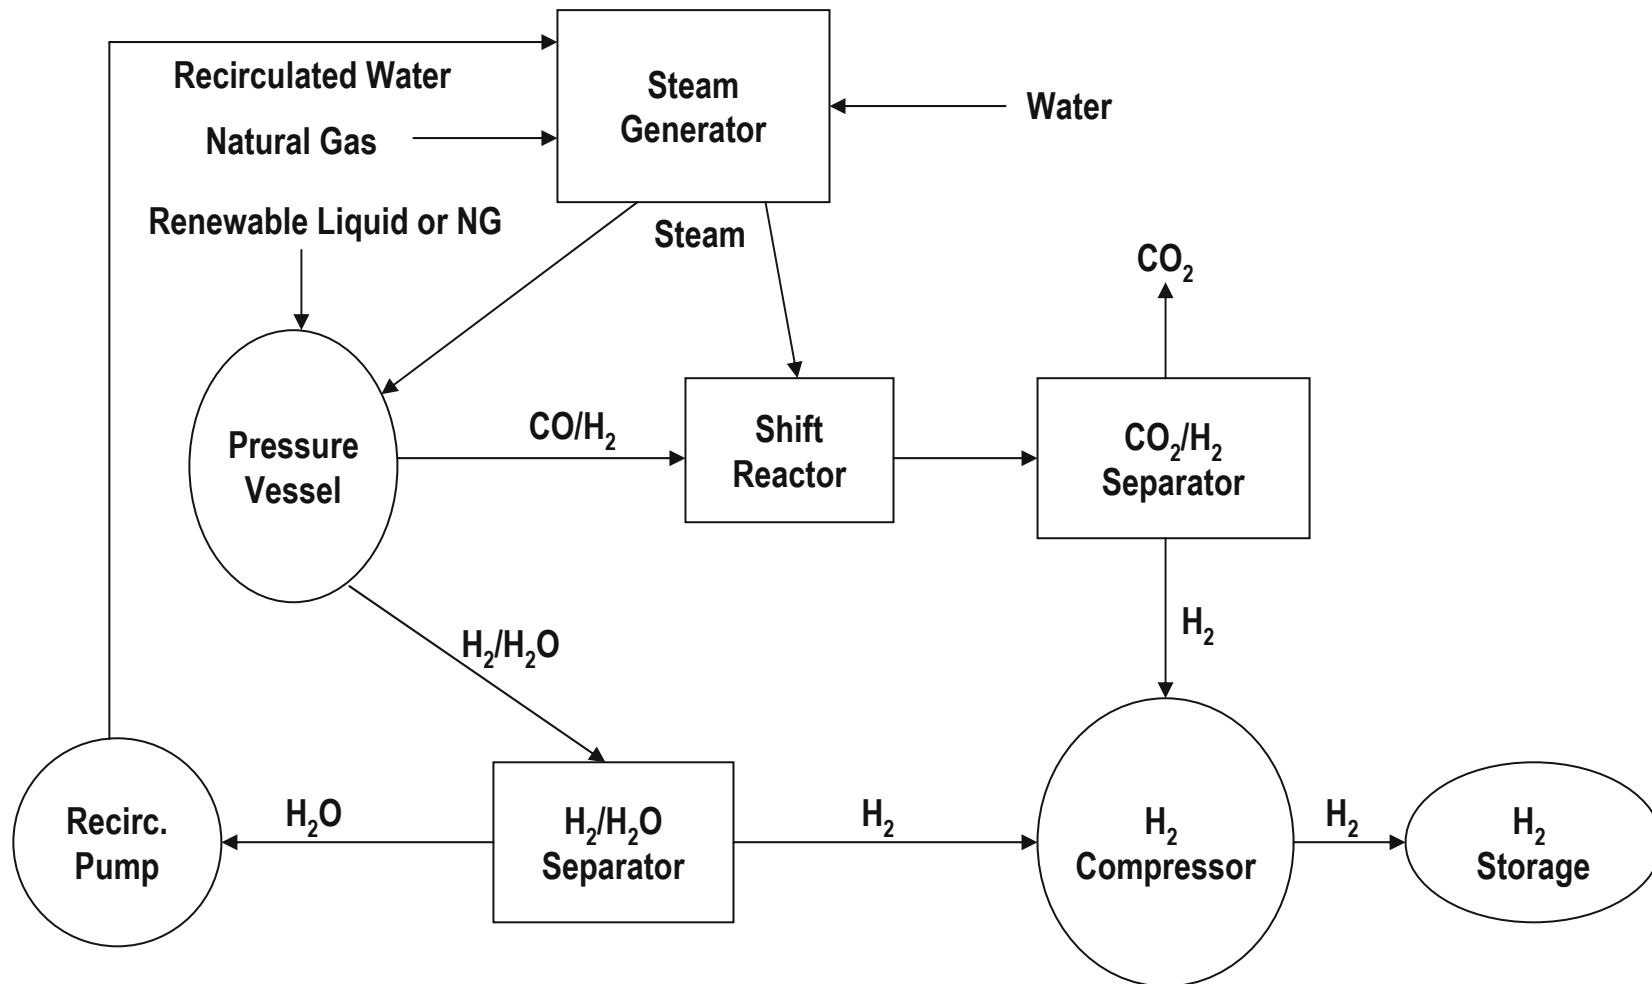 Recirculated Water
Steam
Generator
Water
Natural Gas
Renewable Liquid or NG
Steam
CO₂
Pressure
Vessel
CO/H₂
Shift
Reactor
CO₂/H₂
Separator
H₂
H₂/H₂O
Recirc.
Pump
H₂O
H₂/H₂O
Separator
H₂
H₂
Compressor
H₂
H₂
Storage